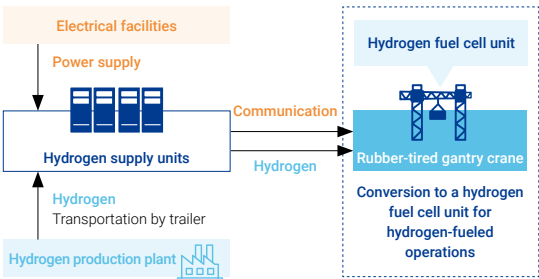 Electrical facilities
Power supply
Hydrogen supply units
Hydrogen
Transportation by trailer
Hydrogen production plant
Communication
Hydrogen
Hydrogen fuel cell unit
Rubber-tired gantry crane
Conversion to a hydrogen
fuel cell unit for
hydrogen-fueled
operations